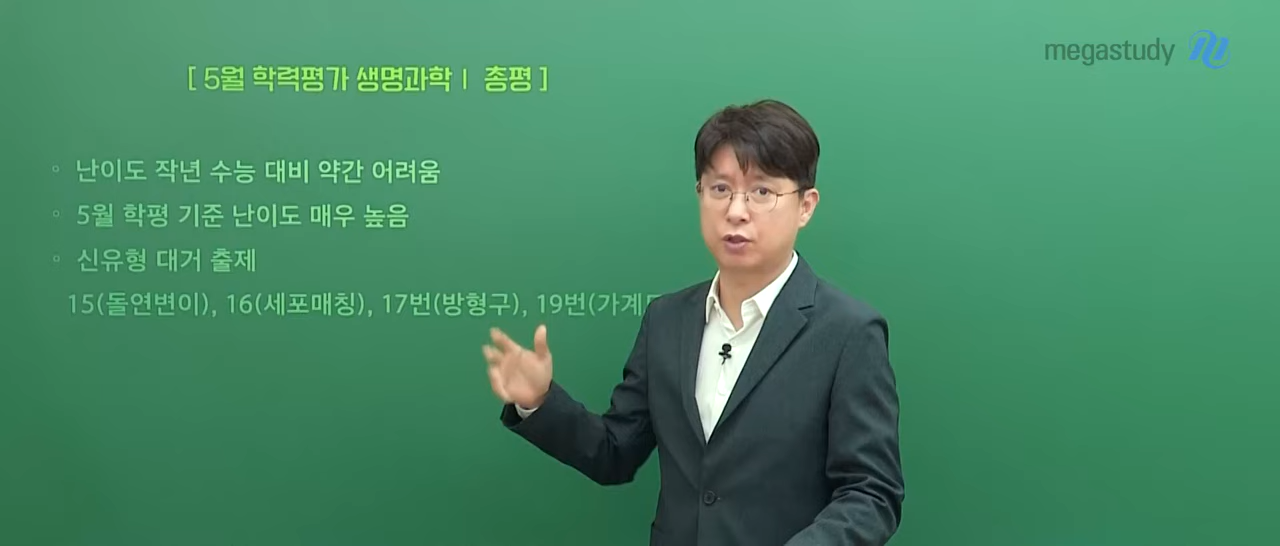 megastudy
[ 5월 학력평가 생명과학Ⅰ 총평 ]
◦ 난이도 작년 수능 대비 약간 어려움
◦ 5월 학평 기준 난이도 매우 높음
◦ 신유형 대거 출제
15(돌연변이), 16(세포매칭), 17번(방형구), 19번(가계